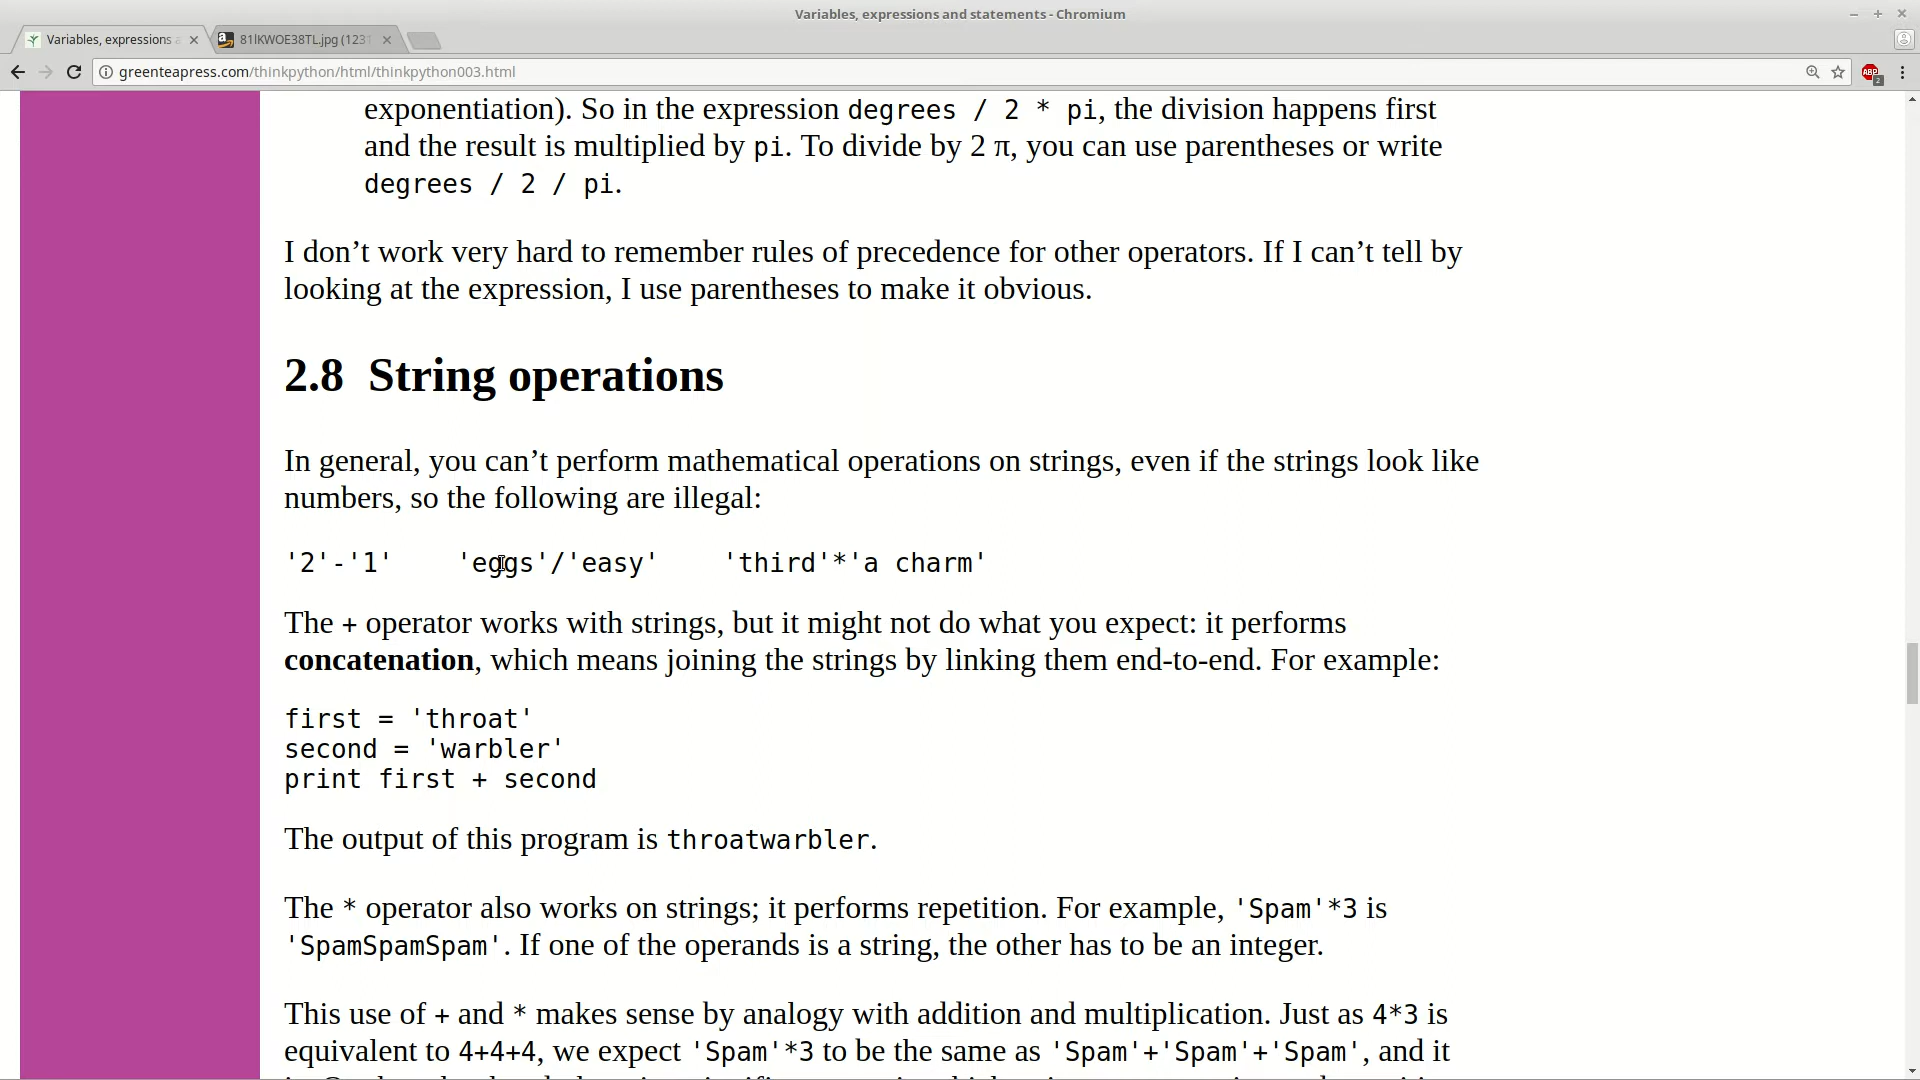 Variables, expressions and statements - Chromium
Variables, expressions a
81lKWOE38TL.jpg (1231
greenteapress.com/thinkpython/html/thinkpython003.html
ABP
2
exponentiation). So in the expression degrees / 2 * pi, the division happens first
and the result is multiplied by pi. To divide by 2 π, you can use parentheses or write
degrees / 2 / pi.
I don’t work very hard to remember rules of precedence for other operators. If I can’t tell by
looking at the expression, I use parentheses to make it obvious.
2.8 String operations
In general, you can’t perform mathematical operations on strings, even if the strings look like
numbers, so the following are illegal:
'2'-'1' 'eggs'/'easy' 'third'*'a charm'
The + operator works with strings, but it might not do what you expect: it performs
concatenation, which means joining the strings by linking them end-to-end. For example:
first = 'throat'
second = 'warbler'
print first + second
The output of this program is throatwarbler.
The * operator also works on strings; it performs repetition. For example, 'Spam'*3 is
'SpamSpamSpam'. If one of the operands is a string, the other has to be an integer.
This use of + and * makes sense by analogy with addition and multiplication. Just as 4*3 is
equivalent to 4+4+4, we expect 'Spam'*3 to be the same as 'Spam'+'Spam'+'Spam', and it